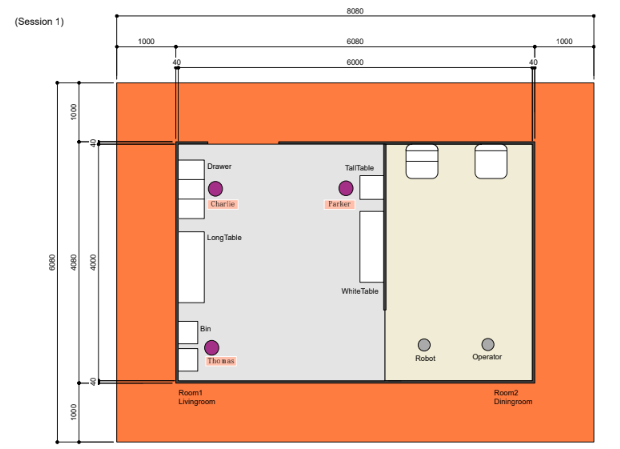 (Session 1)
8080
1000
6080
1000
40
6000
40
1000
40
Drawer
TallTable
Charlie
Parker
LongTable
6080
4080
4000
WhiteTable
Bin
Thomas
Robot
Operator
40
Room1
Livingroom
Room2
Diningroom
1000